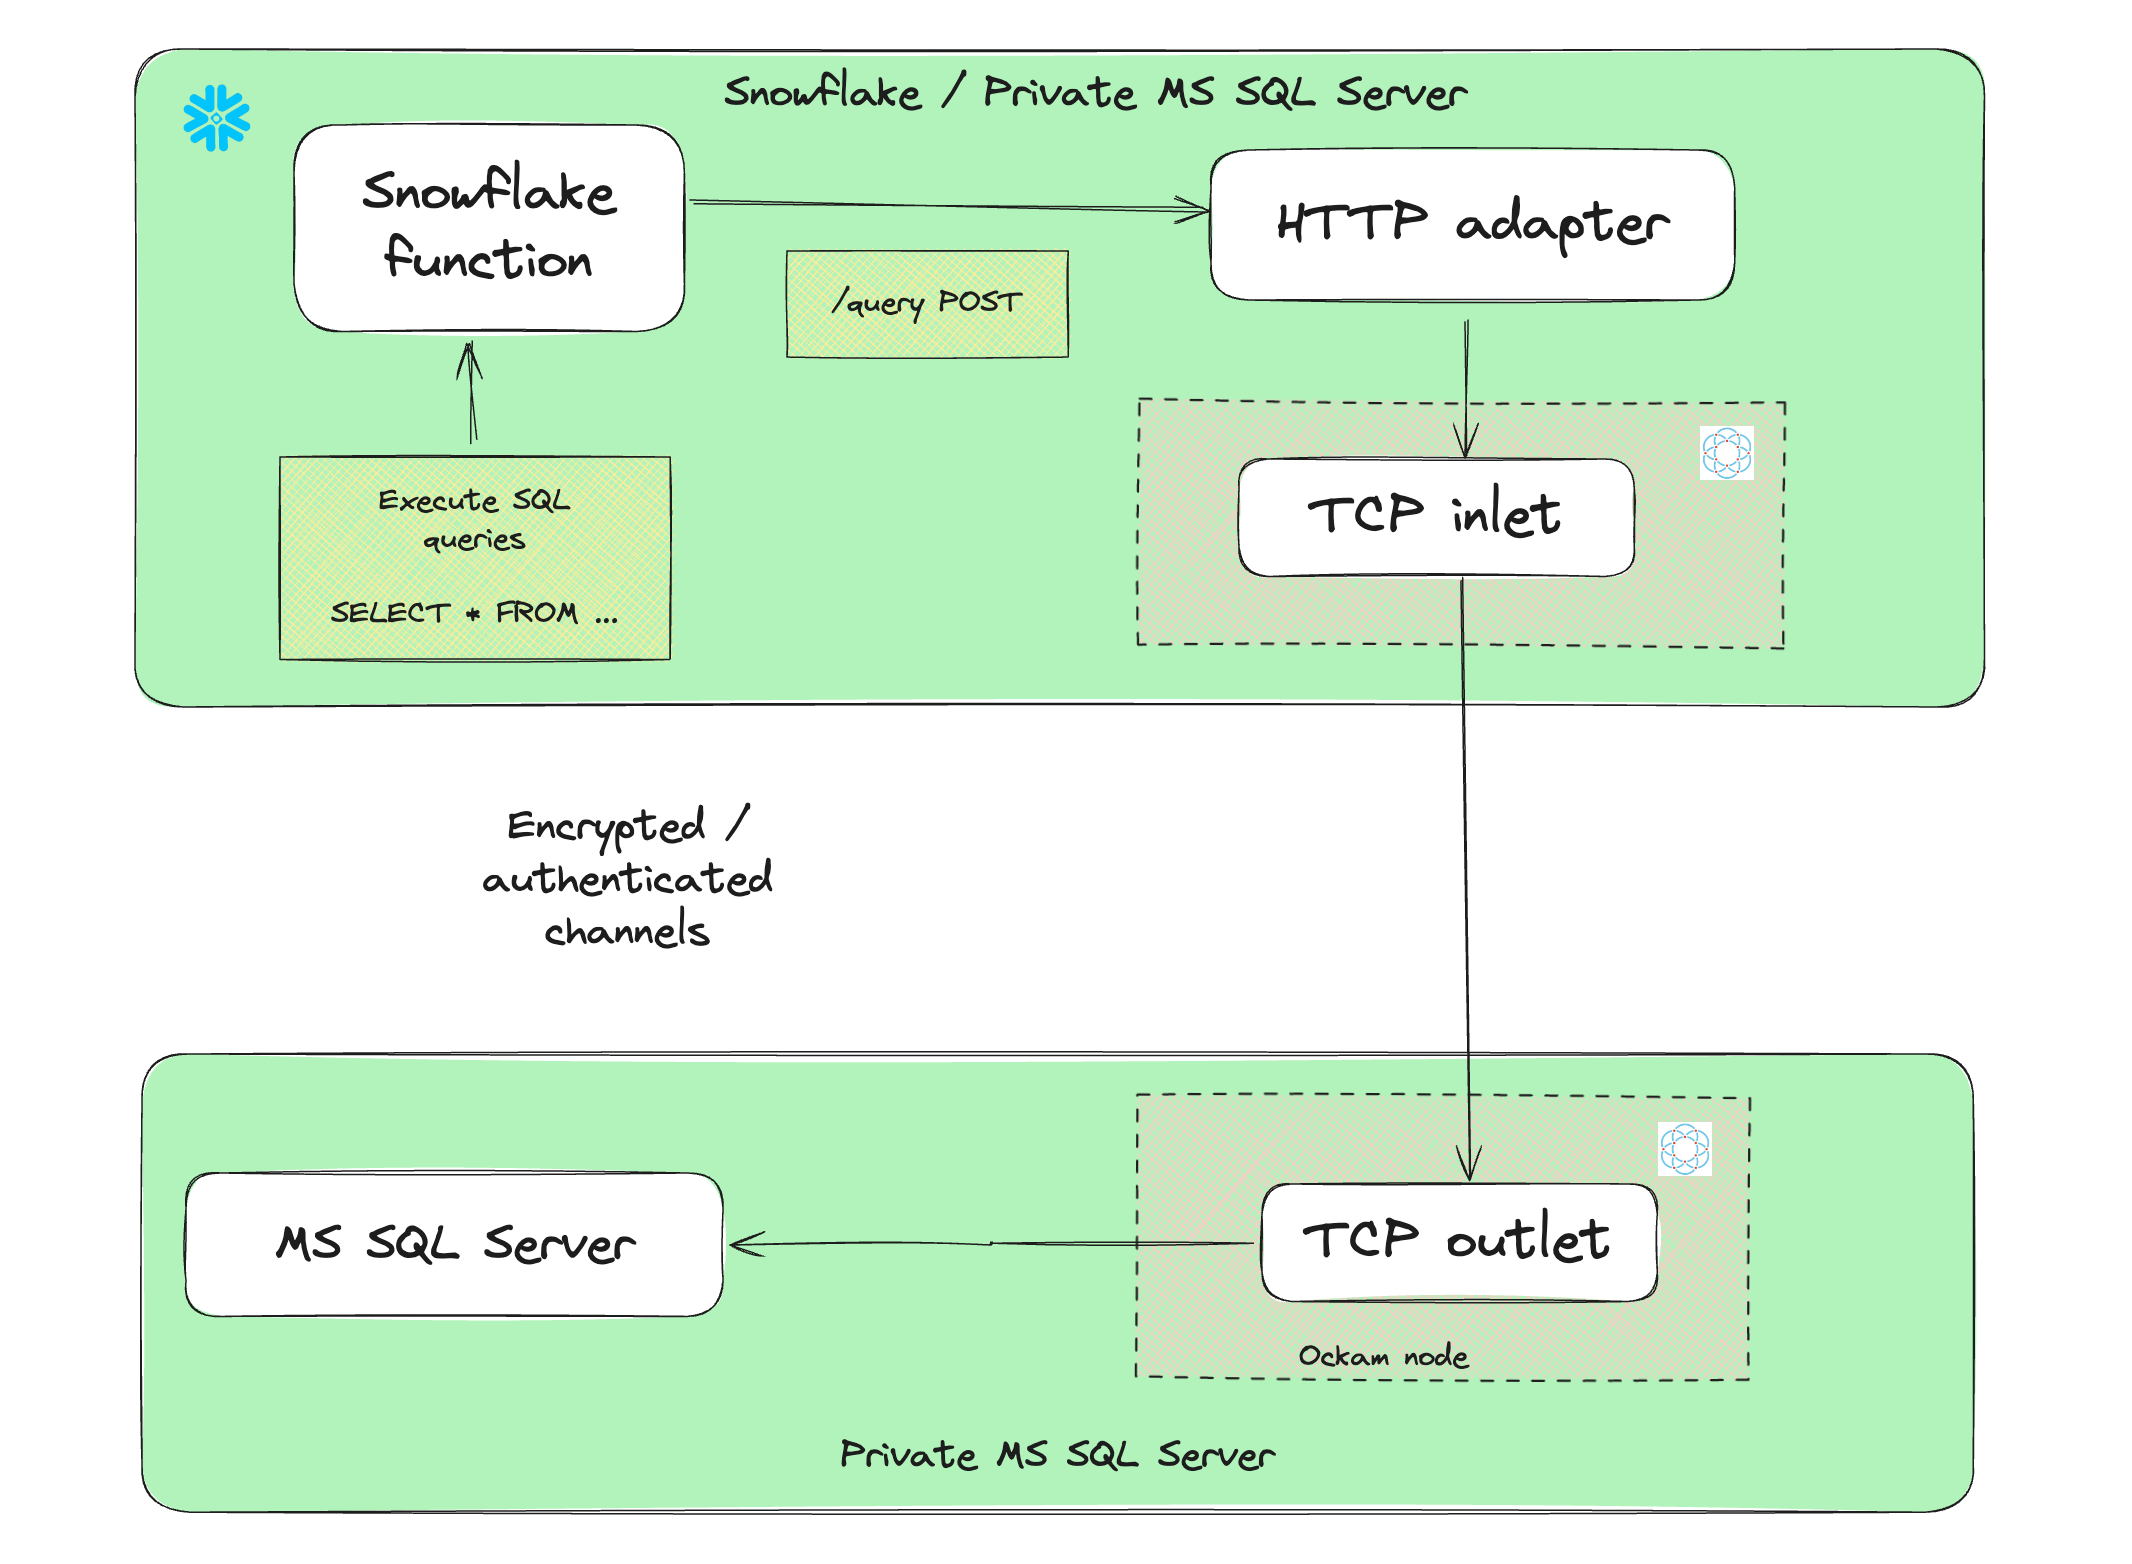 Snowflake / Private MS SQL Server
Snowflake
function
HTTP adapter
/query POST
Execute SQL
queries
SELECT * FROM ...
TCP inlet
Encrypted /
authenticated
channels
MS SQL Server
TCP outlet
Ockam node
Private MS SQL Server